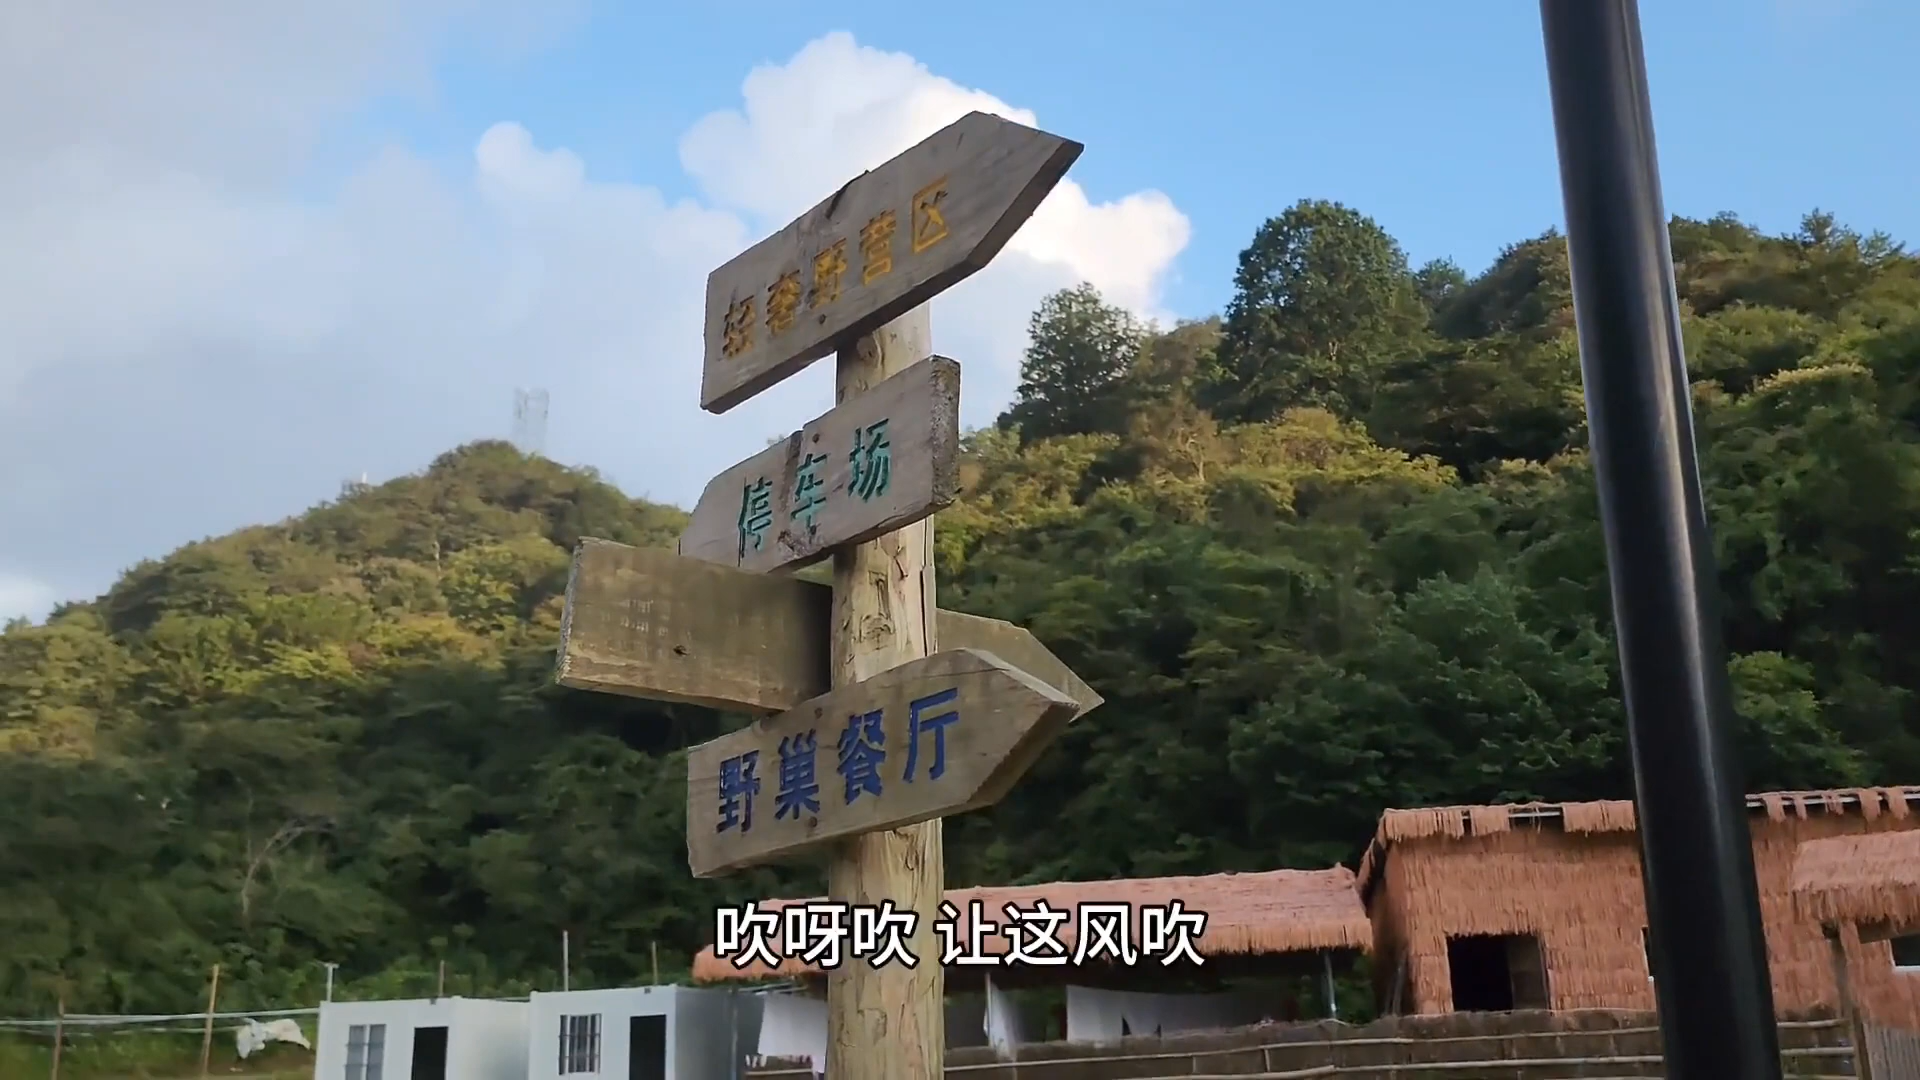 轻奢野营区
停车场
野巢餐厅
吹呀吹 让这风吹